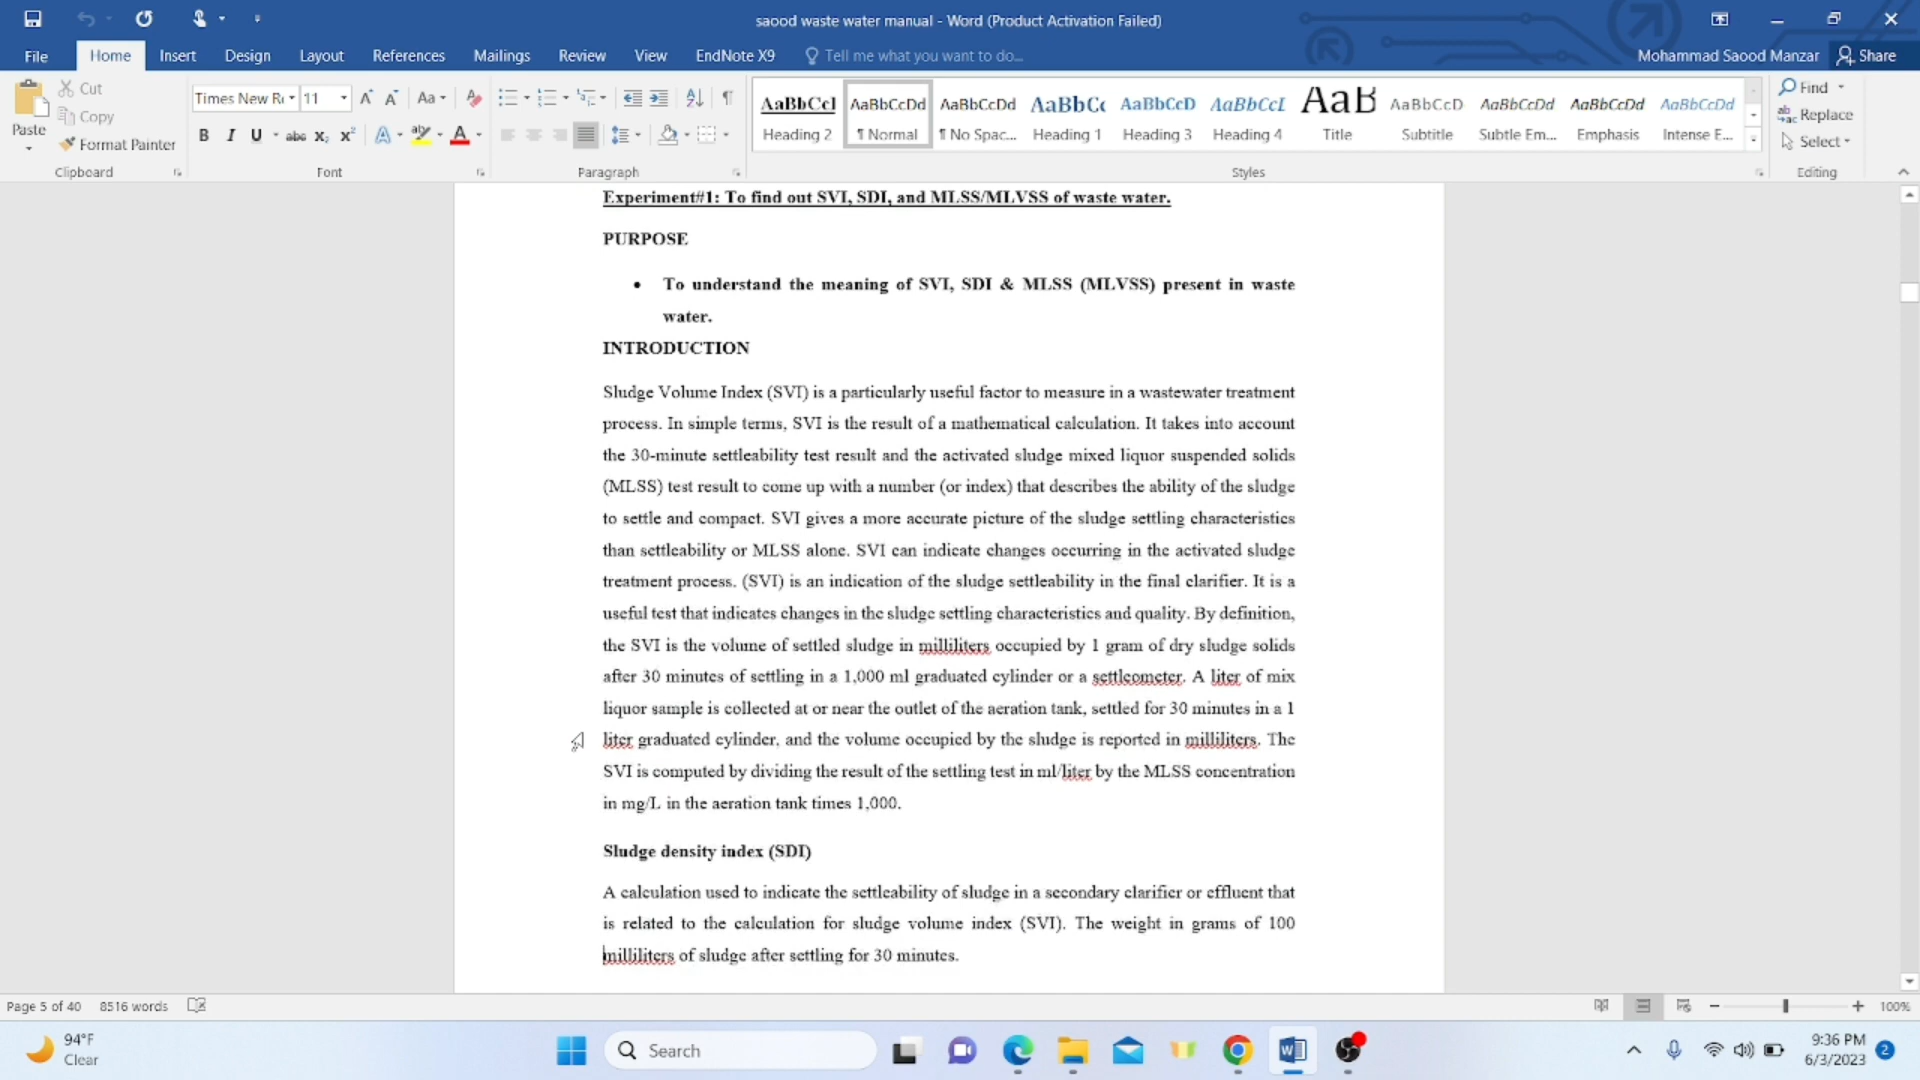 saood waste water manual - Word (Product Activation Failed)
File Home Insert Design Layout References Mailings Review View EndNote X9 Tell me what you want to do... Mohammad Saood Manzar Share
Paste
Cut
Copy
Format Painter
Clipboard
Times New R 11
Font
Paragraph
AaBbCcI AaBbCcDd AaBbCcDd AaBbCc AaBbCcD AaBbCcL AaB AaBbCcD AaBbCcDd AaBbCcDd AaBbCcDd
Heading 2 ¶ Normal ¶ No Spac... Heading 1 Heading 3 Heading 4 Title Subtitle Subtle Em... Emphasis Intense E...
Styles
Find
Replace
Select
Editing
Experiment#1: To find out SVI, SDI, and MLSS/MLVSS of waste water.
PURPOSE
• To understand the meaning of SVI, SDI & MLSS (MLVSS) present in waste
water.
INTRODUCTION
Sludge Volume Index (SVI) is a particularly useful factor to measure in a wastewater treatment
process. In simple terms, SVI is the result of a mathematical calculation. It takes into account
the 30-minute settleability test result and the activated sludge mixed liquor suspended solids
(MLSS) test result to come up with a number (or index) that describes the ability of the sludge
to settle and compact. SVI gives a more accurate picture of the sludge settling characteristics
than settleability or MLSS alone. SVI can indicate changes occurring in the activated sludge
treatment process. (SVI) is an indication of the sludge settleability in the final clarifier. It is a
useful test that indicates changes in the sludge settling characteristics and quality. By definition,
the SVI is the volume of settled sludge in milliliters occupied by 1 gram of dry sludge solids
after 30 minutes of settling in a 1,000 ml graduated cylinder or a settleometer. A liter of mix
liquor sample is collected at or near the outlet of the aeration tank, settled for 30 minutes in a 1
liter graduated cylinder, and the volume occupied by the sludge is reported in milliliters. The
SVI is computed by dividing the result of the settling test in ml/liter by the MLSS concentration
in mg/L in the aeration tank times 1,000.
Sludge density index (SDI)
A calculation used to indicate the settleability of sludge in a secondary clarifier or effluent that
is related to the calculation for sludge volume index (SVI). The weight in grams of 100
milliliters of sludge after settling for 30 minutes.
Page 5 of 40 8516 words 100%
94°F
Clear
Search
9:36 PM
6/3/2023
2